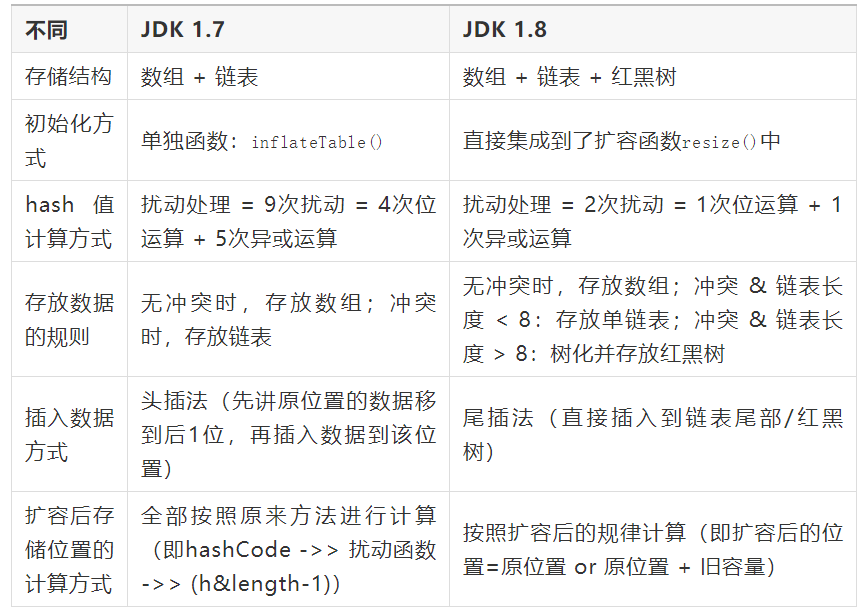 不同
JDK 1.7
JDK 1.8
存储结构
数组 + 链表
数组 + 链表 + 红黑树
初始化方
式
单独函数：inflateTable()
直接集成到了扩容函数resize()中
hash 值
计算方式
扰动处理 = 9次扰动 = 4次位
运算 + 5次异或运算
扰动处理 = 2次扰动 = 1次位运算 + 1
次异或运算
存放数据
的规则
无冲突时，存放数组；冲突
时，存放链表
无冲突时，存放数组；冲突 & 链表长
度 < 8：存放单链表；冲突 & 链表长
度 > 8：树化并存放红黑树
插入数据
方式
头插法（先讲原位置的数据移
到后1位，再插入数据到该位
置）
尾插法（直接插入到链表尾部/红黑
树）
扩容后存
储位置的
计算方式
全部按照原来方法进行计算
（即hashCode ->> 扰动函数
->> (h&length-1)）
按照扩容后的规律计算（即扩容后的位
置=原位置 or 原位置 + 旧容量）